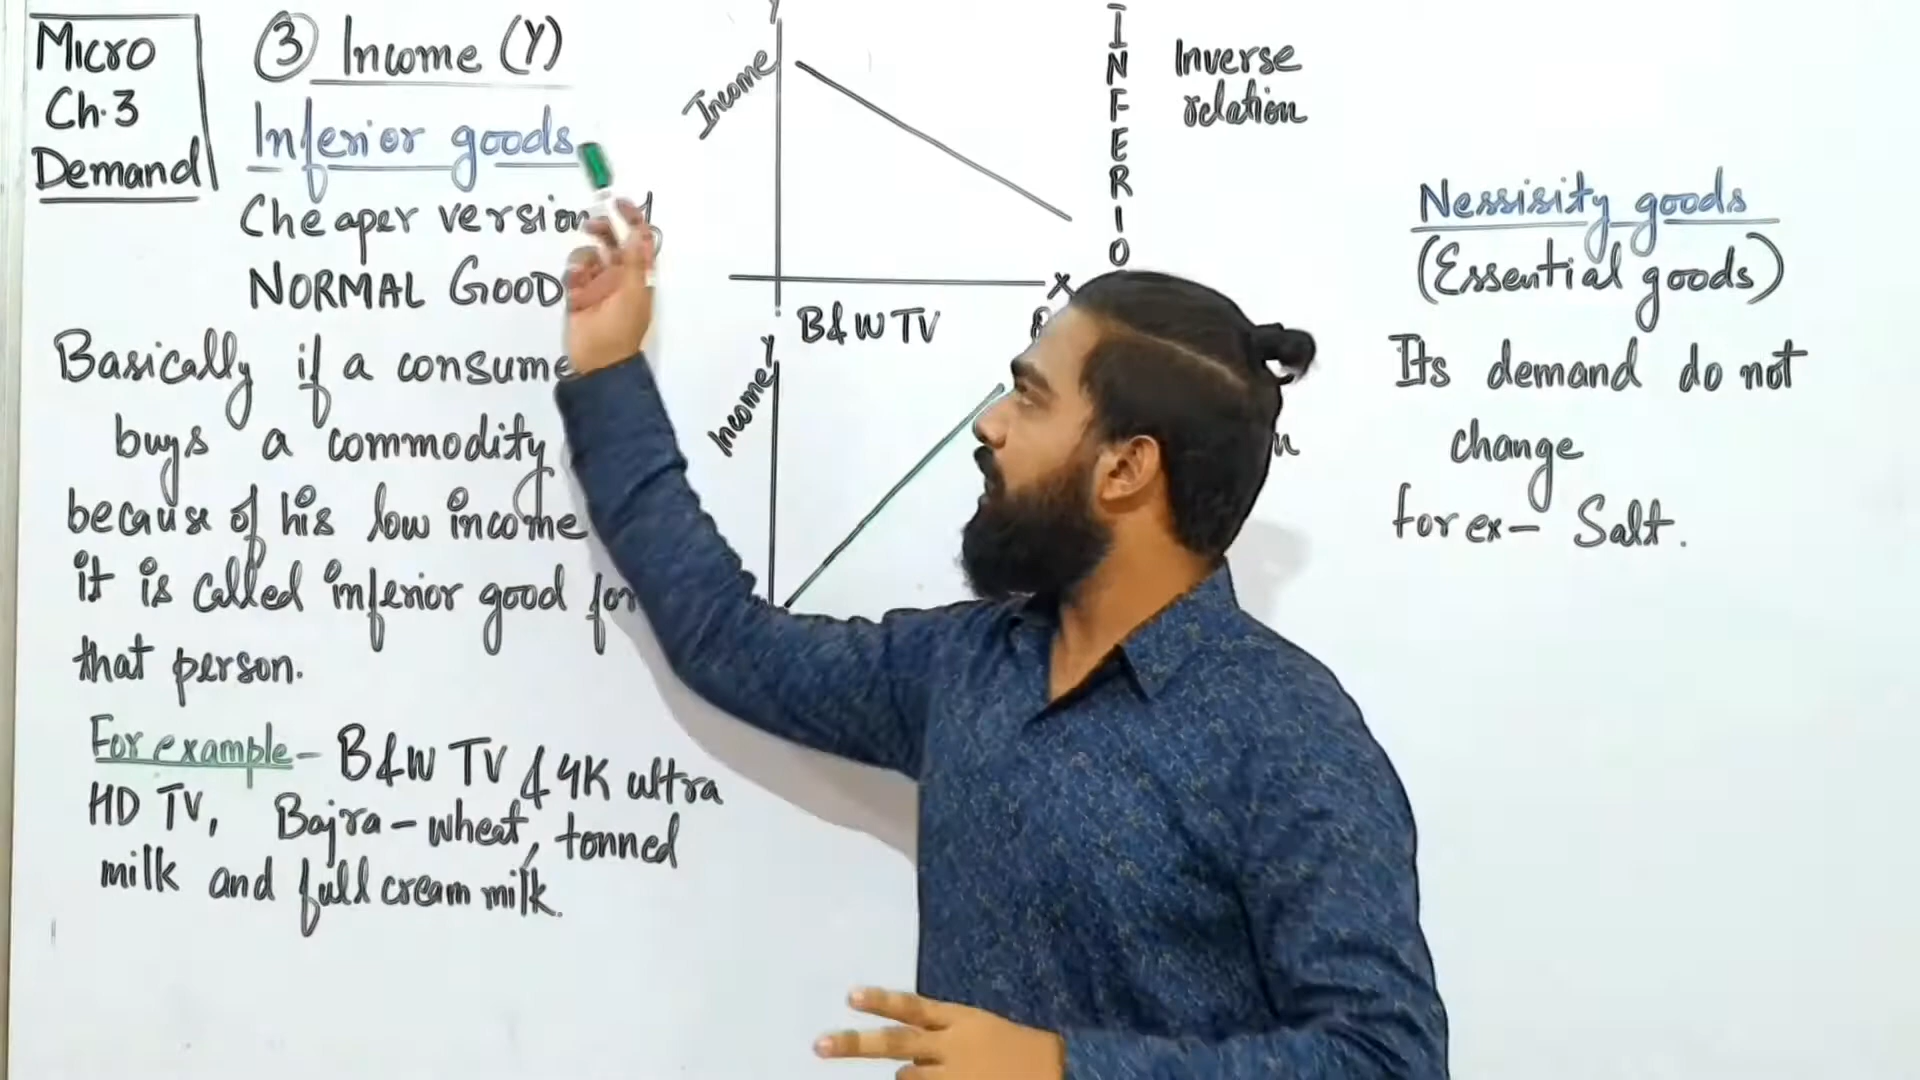 Micro
Ch.3
Demand
③ Income (Y)
Inferior goods
Cheaper version
NORMAL GOOD
Basically if a consume
buys a commodity
because of his low income
it is called inferior good for
that person.
For example - B&W TV & 4K ultra
HD TV, Bajra - wheat, tonned
milk and full cream milk.
Y
Income
X
B&W TV
Y
Income
INFERIO
Inverse
relation
Nessisity goods
(Essential goods)
Its demand do not
change
for ex - Salt.